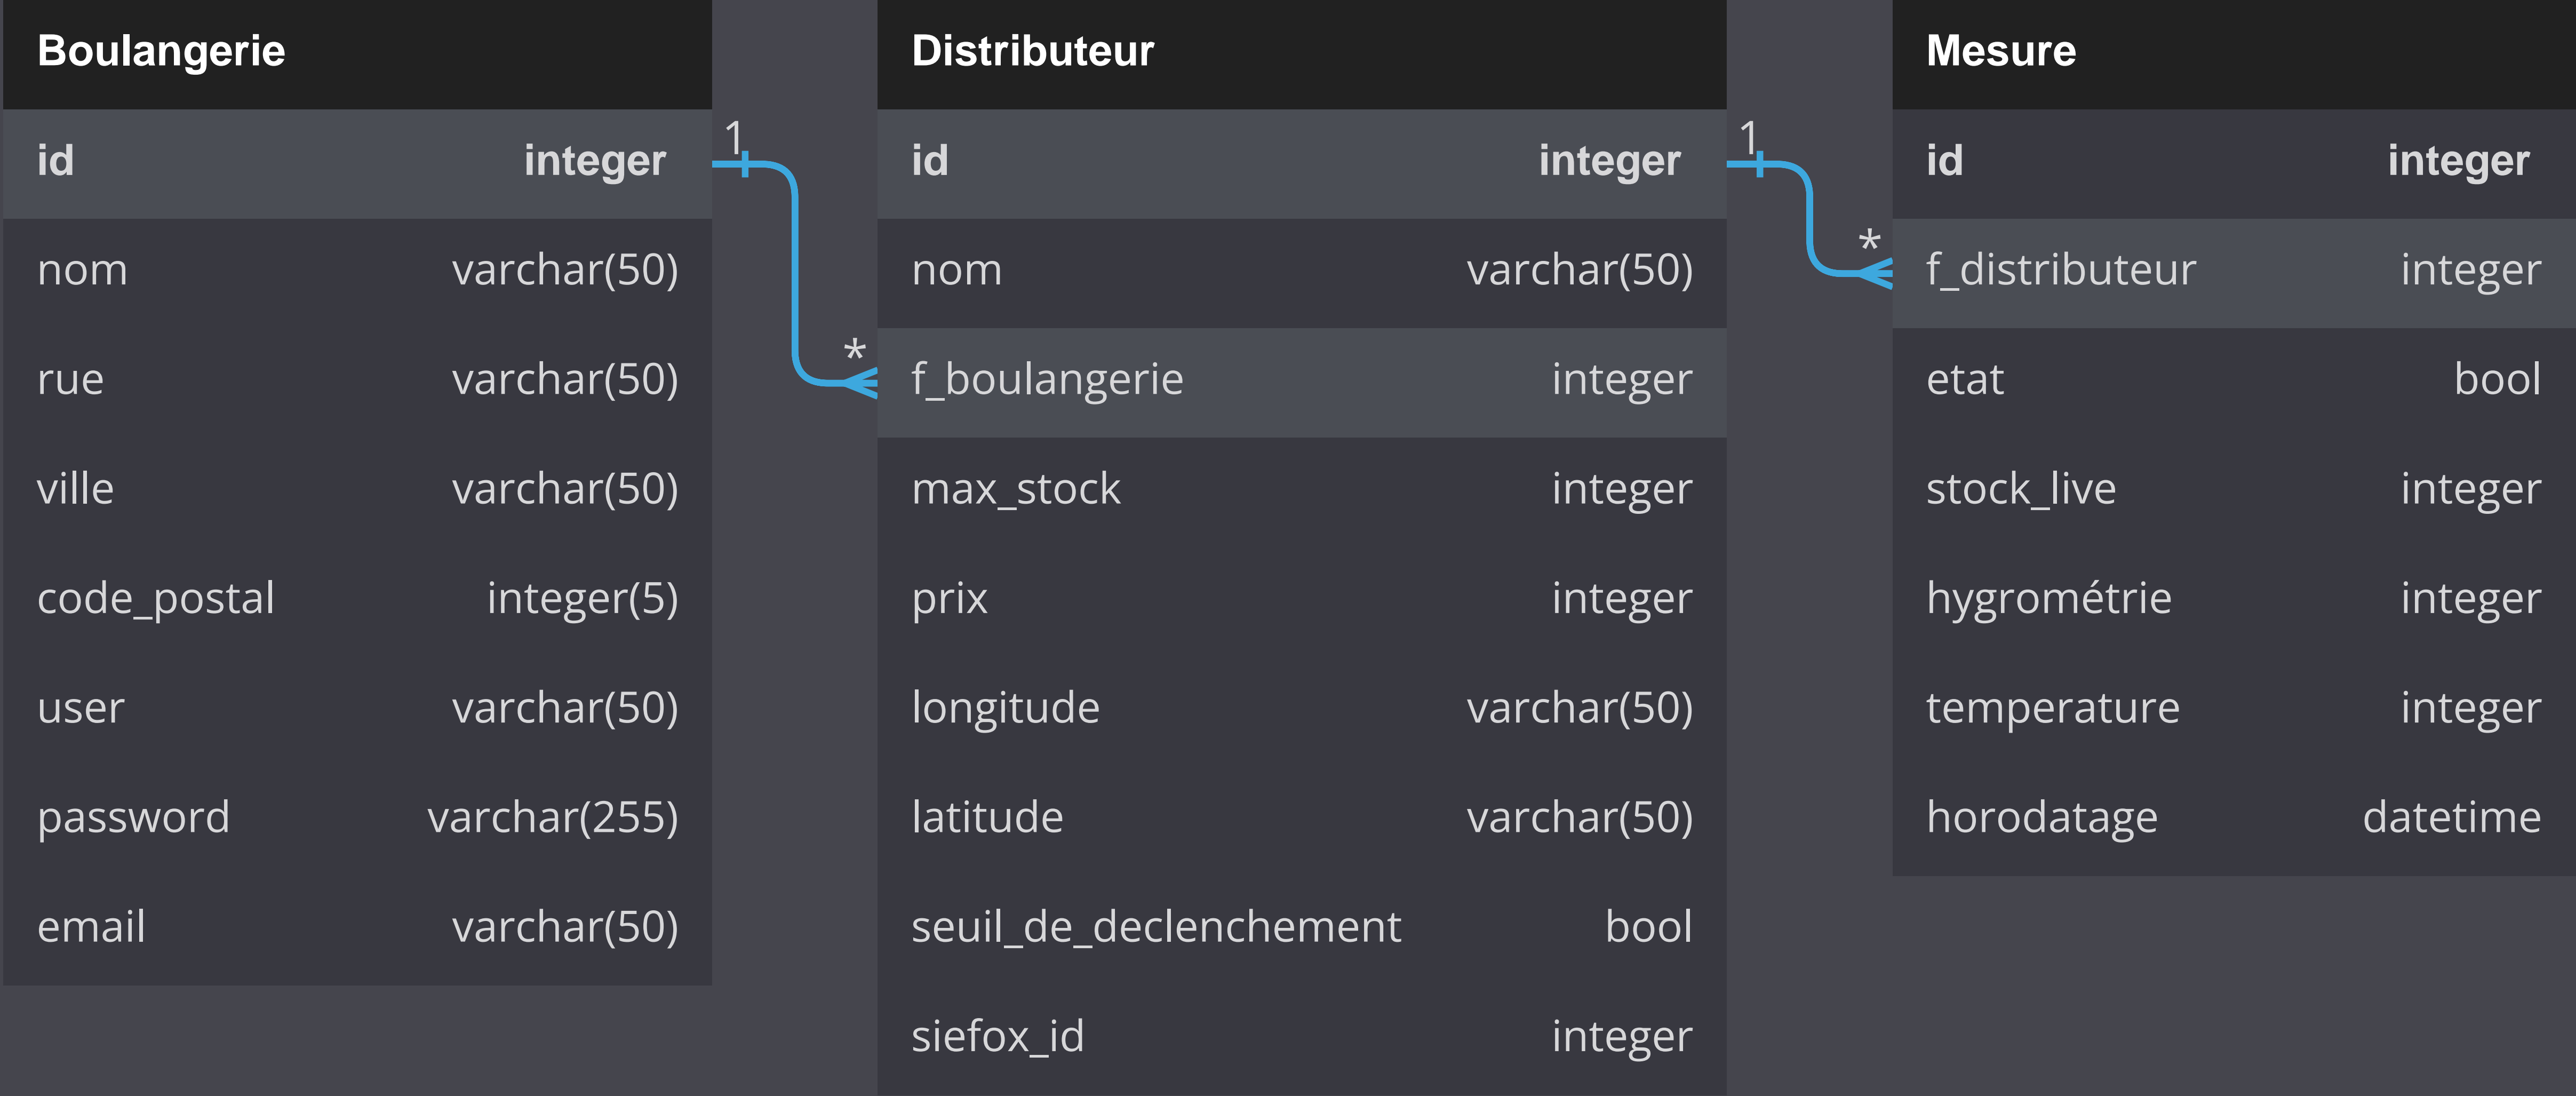 Boulangerie
id integer
nom varchar(50)
rue varchar(50)
ville varchar(50)
code_postal integer(5)
user varchar(50)
password varchar(255)
email varchar(50)
1
*
Distributeur
id integer
nom varchar(50)
f_boulangerie integer
max_stock integer
prix integer
longitude varchar(50)
latitude varchar(50)
seuil_de_declenchement bool
siefox_id integer
1
*
Mesure
id integer
f_distributeur integer
etat bool
stock_live integer
hygrométrie integer
temperature integer
horodatage datetime